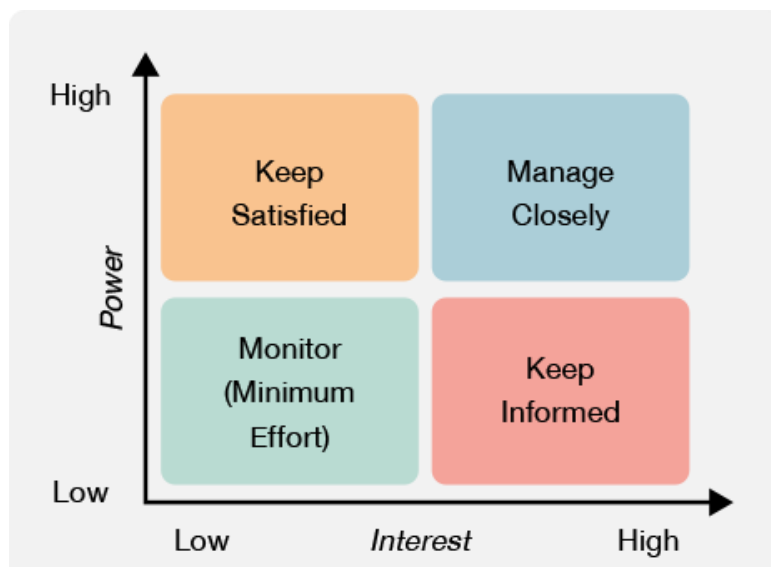 High
Keep
Satisfied
Manage
Closely
Power
Monitor
(Minimum
Effort)
Keep
Informed
Low
Low
Interest
High